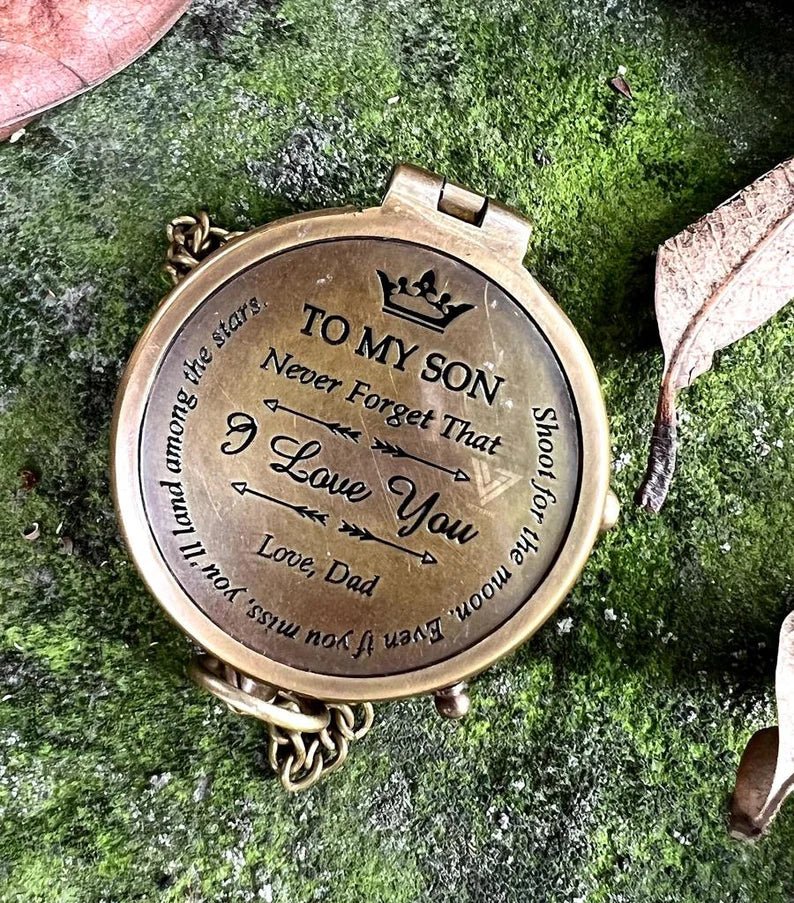 TO MY SON
Never Forget That
I Love You
Love, Dad
Shoot for the moon. Even if you miss, you'll land among the stars.